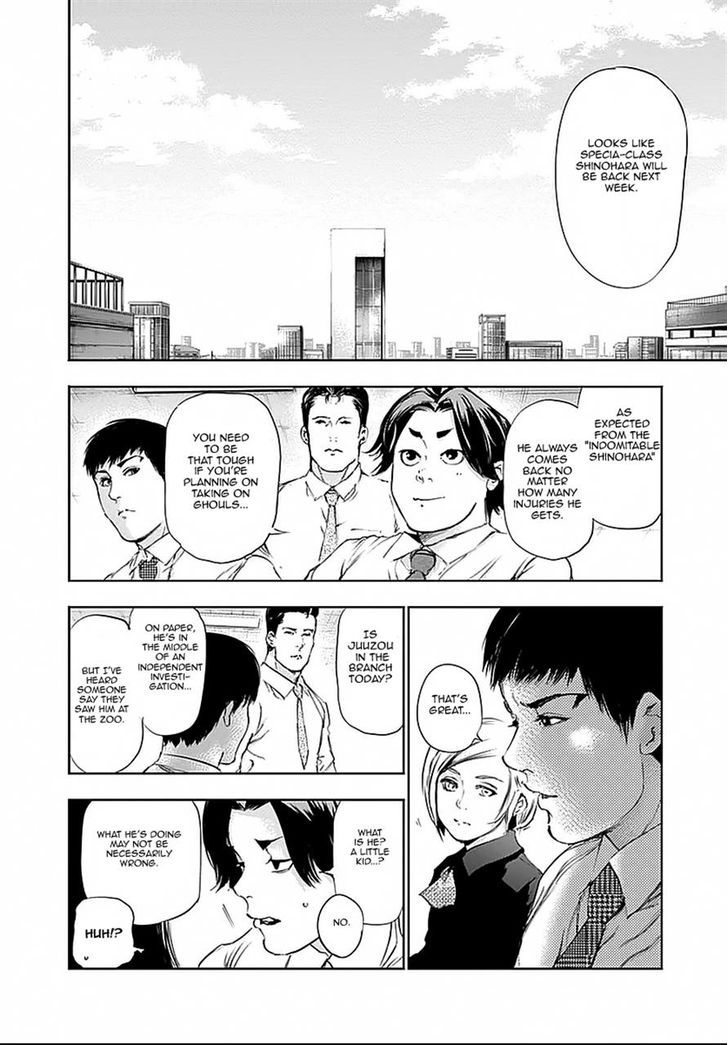 LOOKS LIKE
SPECIA-CLASS
SHINOHARA WILL
BE BACK NEXT
WEEK.
AS
EXPECTED
FROM THE
"INDOMITABLE
SHINOHARA"
HE ALWAYS
COMES
BACK NO
MATTER
HOW MANY
INJURIES HE
GETS.
YOU NEED
TO BE
THAT TOUGH
IF YOU'RE
PLANNING ON
TAKING ON
GHOULS...
THAT'S
GREAT...
IS
JUUZOU
IN THE
BRANCH
TODAY?
ON PAPER,
HE'S IN
THE MIDDLE
OF AN
INDEPENDENT
INVESTI-
GATION...
BUT I'VE
HEARD
SOMEONE
SAY THEY
SAW HIM AT
THE ZOO.
WHAT
IS HE?
A LITTLE
KID...?
NO.
WHAT HE'S DOING
MAY NOT BE
NECESSARILY
WRONG.
HUH!?